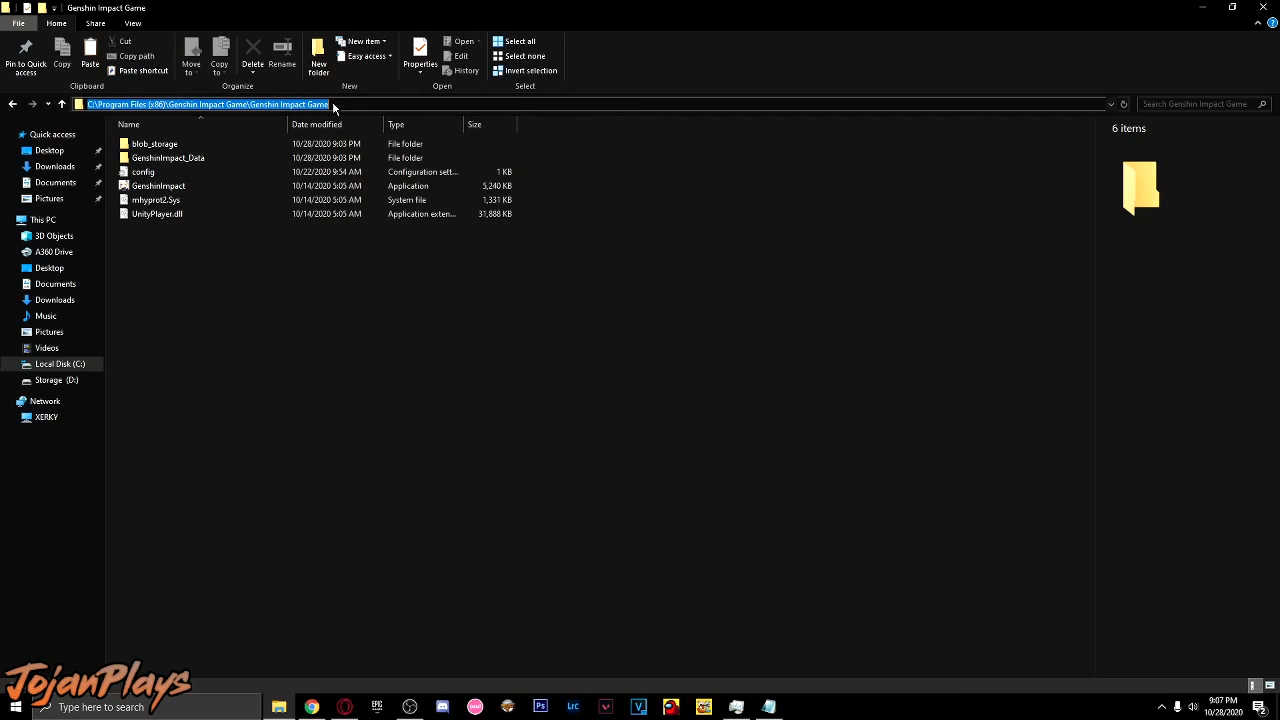 Genshin Impact Game
File Home Share View
Pin to Quick access
Copy
Paste
Cut
Copy path
Paste shortcut
Move to
Copy to
Delete
Rename
New folder
New item
Easy access
Properties
Open
Edit
History
Select all
Select none
Invert selection
Clipboard Organize New Open Select
C:\Program Files (x86)\Genshin Impact Game\Genshin Impact Game
Search Genshin Impact Game
Name Date modified Type Size
blob_storage 10/28/2020 9:03 PM File folder
GenshinImpact_Data 10/28/2020 9:03 PM File folder
config 10/22/2020 9:54 AM Configuration sett... 1 KB
GenshinImpact 10/14/2020 5:05 AM Application 5,240 KB
mhyprot2.Sys 10/14/2020 5:05 AM System file 1,331 KB
UnityPlayer.dll 10/14/2020 5:05 AM Application exten... 31,888 KB
6 items
Quick access
Desktop
Downloads
Documents
Pictures
This PC
3D Objects
A360 Drive
Desktop
Documents
Downloads
Music
Pictures
Videos
Local Disk (C:)
Storage (D:)
Network
XERKY
JojanPlays
Type here to search
EPIC
osu!
Ps
Lrc
9:07 PM
10/28/2020
2